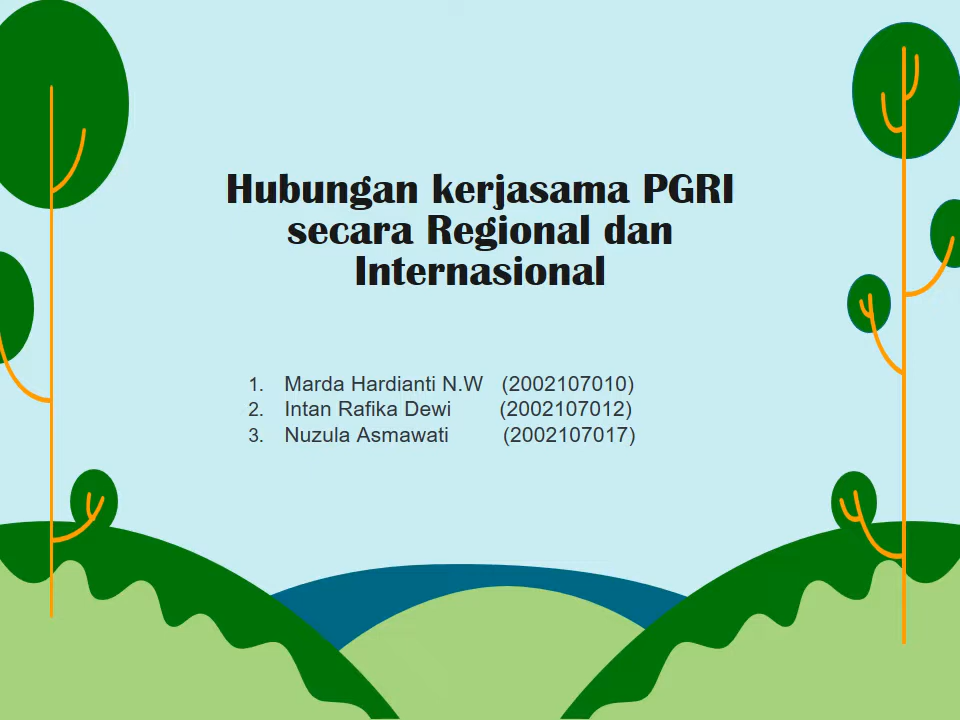 Hubungan kerjasama PGRI
secara Regional dan
Internasional
1. Marda Hardianti N.W (2002107010)
2. Intan Rafika Dewi (2002107012)
3. Nuzula Asmawati (2002107017)